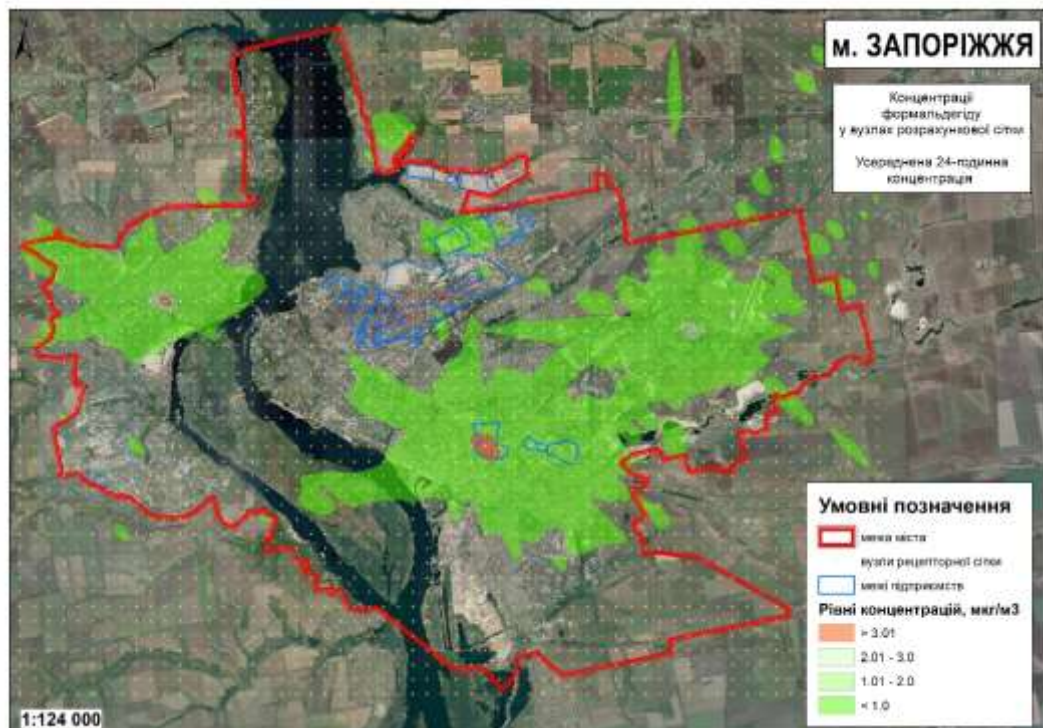 м. ЗАПОРІЖЖЯ
Концентрації
формальдегіду
у вузлах розрахункової сітки
Усереднена 24-годинна
концентрація
Умовні позначення
межа міста
вузли рецепторної сітки
межі підприємств
Рівні концентрацій, мкг/м3
> 3.01
2.01 - 3.0
1.01 - 2.0
< 1.0
1:124 000